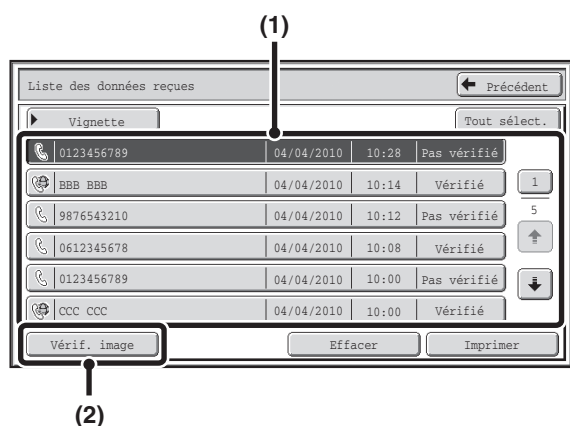 (1)
Liste des données reçues Précédent
Vignette Tout sélect.
0123456789 04/04/2010 10:28 Pas vérifié
BBB BBB 04/04/2010 10:14 Vérifié 1
9876543210 04/04/2010 10:12 Pas vérifié 5
0612345678 04/04/2010 10:08 Vérifié
0123456789 04/04/2010 10:00 Pas vérifié
CCC CCC 04/04/2010 10:00 Vérifié
Vérif. image Effacer Imprimer
(2)